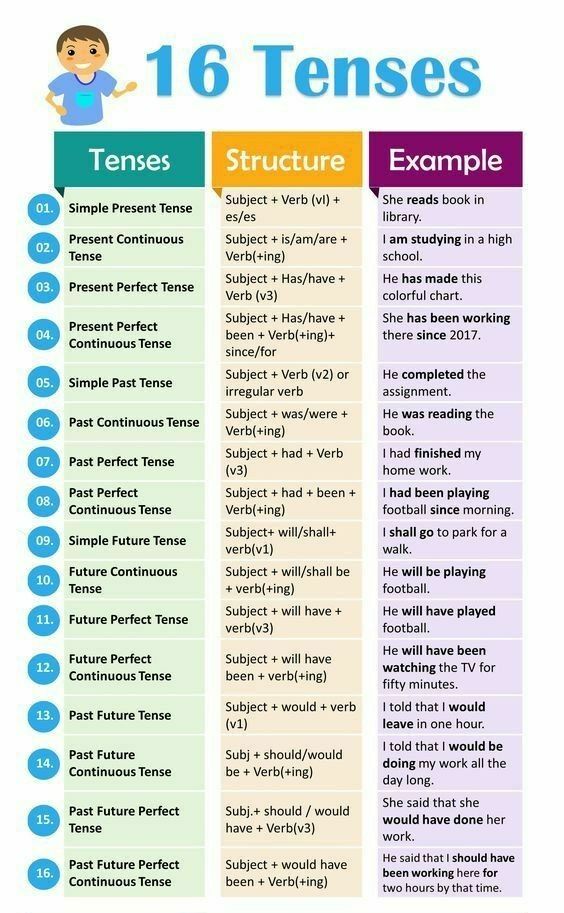 16 Tenses
Tenses
Structure
Example
01.
Simple Present Tense
Subject + Verb (vI) +
es/es
She reads book in
library.
02.
Present Continuous
Tense
Subject + is/am/are +
Verb(+ing)
I am studying in a high
school.
03.
Present Perfect Tense
Subject + Has/have +
Verb (v3)
He has made this
colorful chart.
04.
Present Perfect
Continuous Tense
Subject + Has/have +
been + Verb(+ing)+
since/for
She has been working
there since 2017.
05.
Simple Past Tense
Subject + Verb (v2) or
irregular verb
He completed the
assignment.
06.
Past Continuous Tense
Subject + was/were +
Verb(+ing)
He was reading the
book.
07.
Past Perfect Tense
Subject + had + Verb
(v3)
I had finished my
home work.
08.
Past Perfect
Continuous Tense
Subject + had + been +
Verb(+ing)
I had been playing
football since morning.
09.
Simple Future Tense
Subject+ will/shall+
verb(v1)
I shall go to park for a
walk.
10.
Future Continuous
Tense
Subject + will/shall be
+ verb(+ing)
He will be playing
football.
11.
Future Perfect Tense
Subject + will have +
verb(v3)
He will have played
football.
12.
Future Perfect
Continuous Tense
Subject + will have
been + verb(+ing)
He will have been
watching the TV for
fifty minutes.
13.
Past Future Tense
Subject + would + verb
(v1)
I told that I would
leave in one hour.
14.
Past Future
Continuous Tense
Subj + should/would
be + Verb(+ing)
I told that I would be
doing my work all the
day long.
15.
Past Future Perfect
Tense
Subj.+ should / would
have + Verb(v3)
She said that she
would have done her
work.
16.
Past Future Perfect
Continuous Tense
Subject + would have
been + Verb(+ing)
He said that I should have
been working here for
two hours by that time.